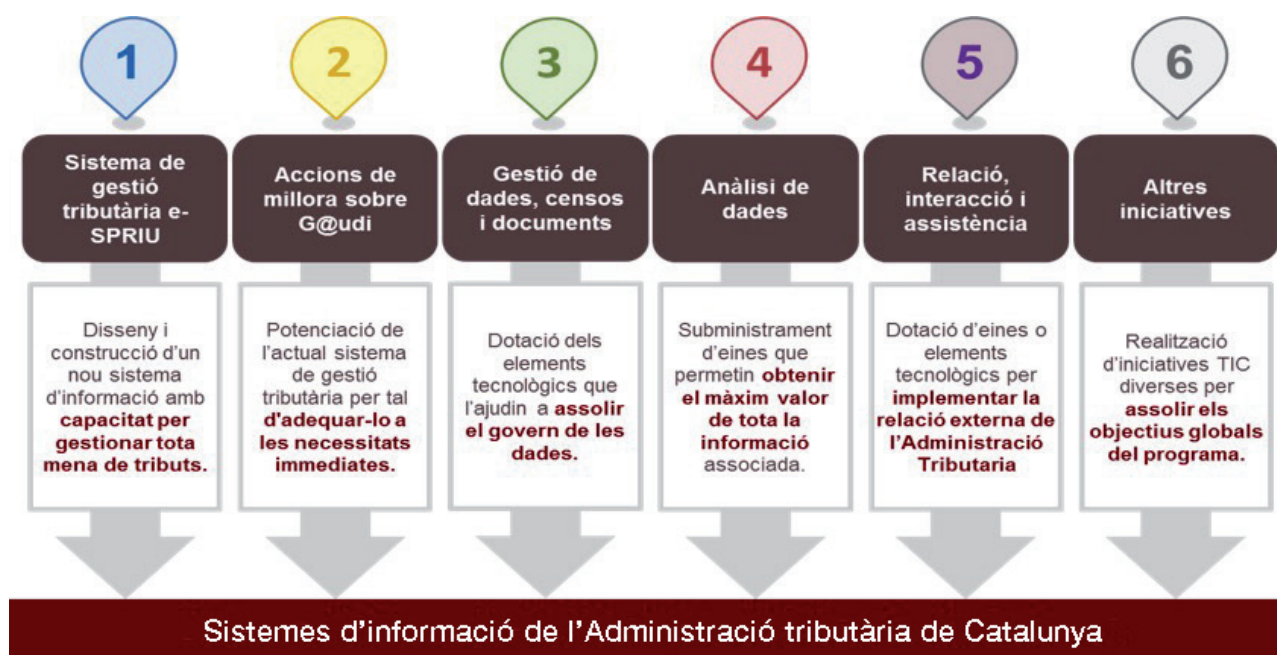 1
Sistema de
gestió
tributària e-
SPRIU
Disseny i
construcció d'un
nou sistema
d'informació amb
capacitat per
gestionar tota
mena de tributs.
2
Accions de
millora sobre
G@udi
Potenciació de
l'actual sistema
de gestió
tributària per tal
d'adequar-lo a
les necessitats
immediates.
3
Gestió de
dades, censos
i documents
Dotació dels
elements
tecnològics que
l'ajudin a assolir
el govern de les
dades.
4
Anàlisi de
dades
Subministrament
d'eines que
permetin obtenir
el màxim valor
de tota la
informació
associada.
5
Relació,
interacció i
assistència
Dotació d'eines o
elements
tecnològics per
implementar la
relació externa de
l'Administració
Tributaria
6
Altres
iniciatives
Realització
d'iniciatives TIC
diverses per
assolir els
objectius globals
del programa.
Sistemes d'informació de l'Administració tributària de Catalunya